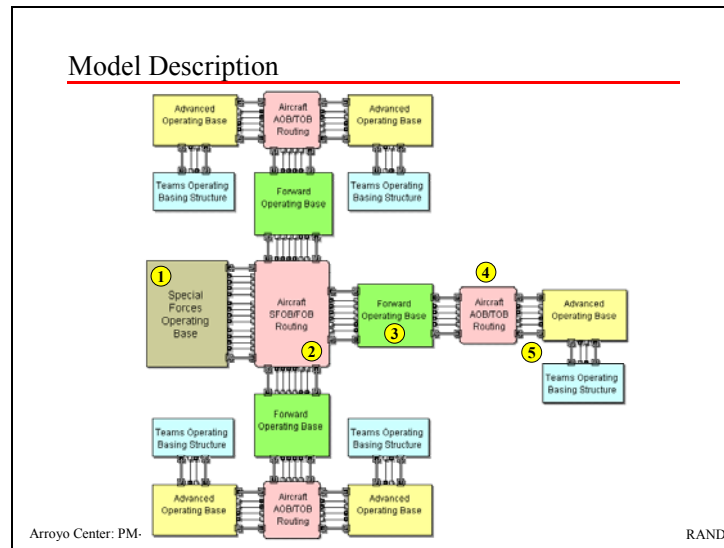 Model Description
Advanced
Operating Base
Aircraft
AOB/TOB
Routing
Advanced
Operating Base
Teams Operating
Basing Structure
Forward
Operating Base
Teams Operating
Basing Structure
1
Special
Forces
Operating
Base
Aircraft
SFOB/FOB
Routing
2
Forward
Operating Base
3
4
Aircraft
AOB/TOB
Routing
5
Advanced
Operating Base
Teams Operating
Basing Structure
Teams Operating
Basing Structure
Forward
Operating Base
Teams Operating
Basing Structure
Advanced
Operating Base
Aircraft
AOB/TOB
Routing
Advanced
Operating Base
Arroyo Center: PM-
RAND